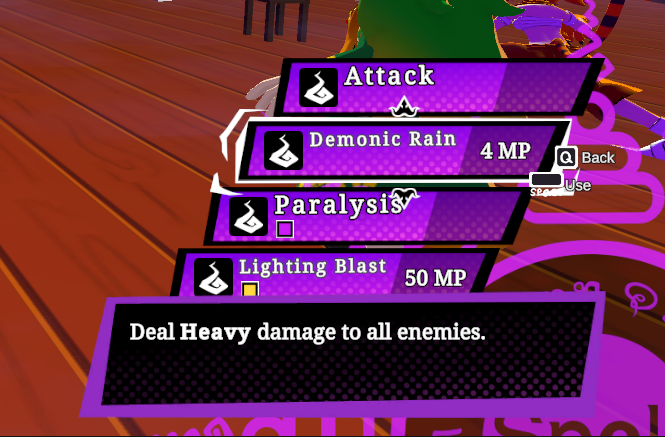 Attack
Demonic Rain 4 MP
Q Back
Use
Paralysis
Lighting Blast 50 MP
Deal Heavy damage to all enemies.